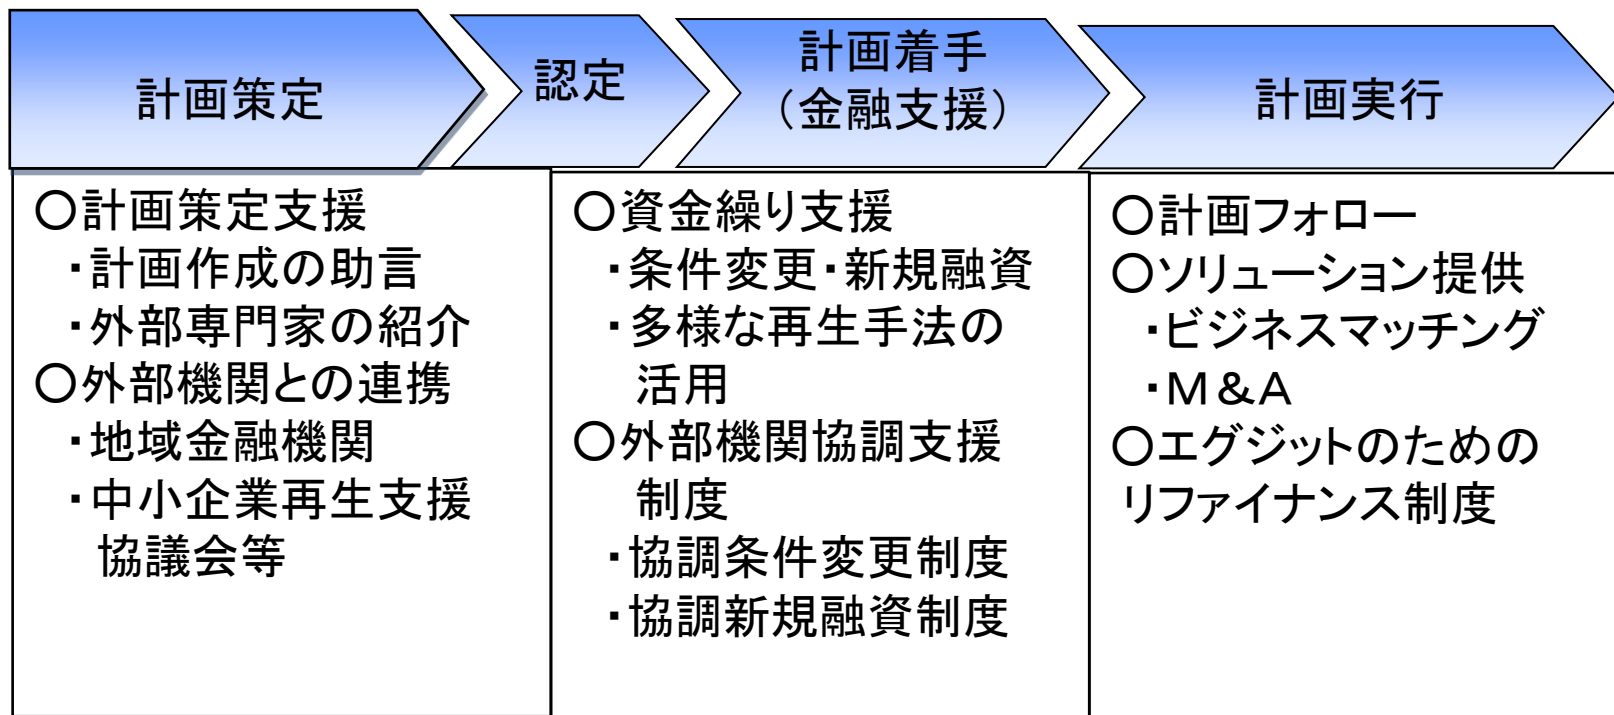 計画策定
認定
計画着手
（金融支援）
計画実行
○計画策定支援
・計画作成の助言
・外部専門家の紹介
○外部機関との連携
・地域金融機関
・中小企業再生支援
協議会等
○資金繰り支援
・条件変更・新規融資
・多様な再生手法の
活用
○外部機関協調支援
制度
・協調条件変更制度
・協調新規融資制度
○計画フォロー
○ソリューション提供
・ビジネスマッチング
・Ｍ＆Ａ
○エグジットのための
リファイナンス制度